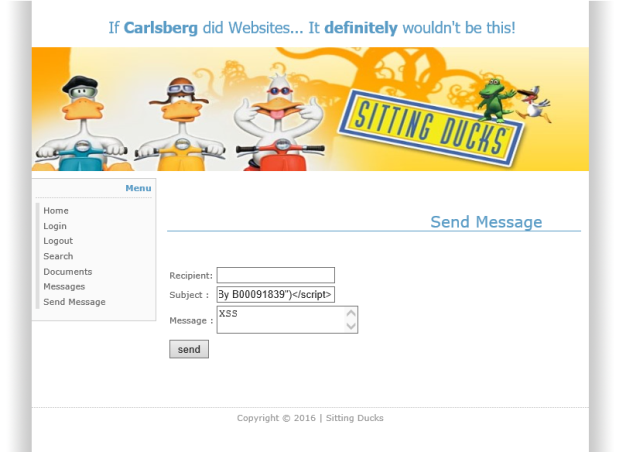 If Carlsberg did Websites... It definitely wouldn't be this!
SITTING DUCKS
Menu
Home
Login
Logout
Search
Documents
Messages
Send Message
Send Message
Recipient:
Subject : By B00091839")</script>
Message : XSS
send
Copyright © 2016 | Sitting Ducks